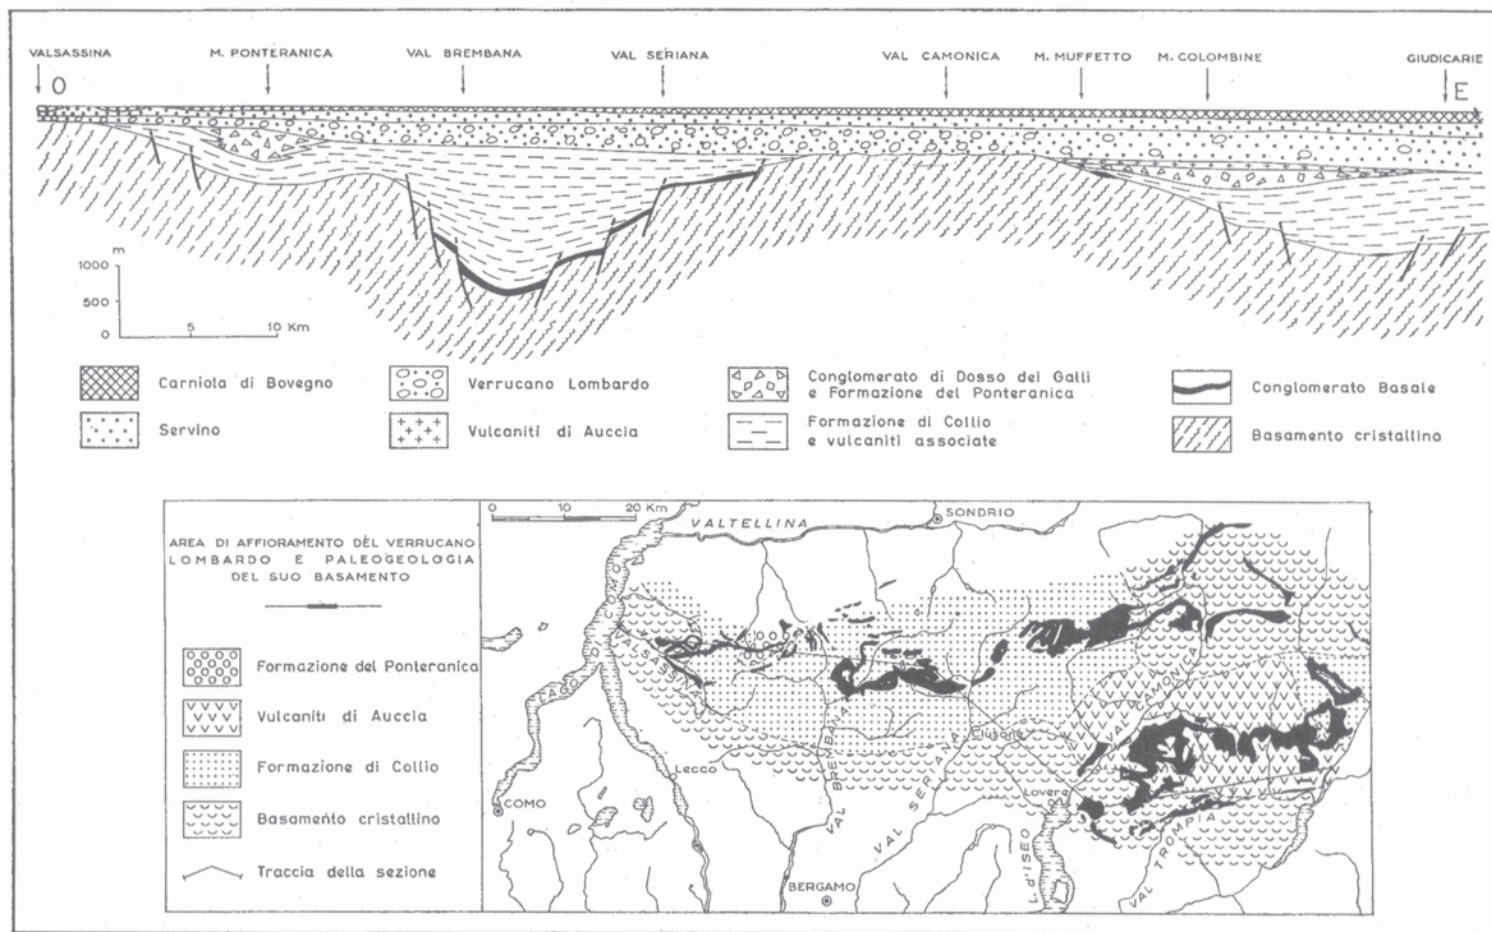 VALSASSINA M. PONTERANICA VAL BREMBANA VAL SERIANA VAL CAMONICA M. MUFFETTO M. COLOMBINE GIUDICARIE
O E
m
1000
500
0 5 10 Km
Carniola di Bovegno
Servino
Verrucano Lombardo
Vulcaniti di Auccia
Conglomerato di Dosso dei Galli
e Formazione del Ponteranica
Formazione di Collio
e vulcaniti associate
Conglomerato Basale
Basamento cristallino
AREA DI AFFIORAMENTO DEL VERRUCANO
LOMBARDO E PALEOGEOLOGIA
DEL SUO BASAMENTO
Formazione del Ponteranica
Vulcaniti di Auccia
Formazione di Collio
Basamento cristallino
Traccia della sezione
0 10 20 Km
VALTELLINA
SONDRIO
LAGO DI COMO
VALSASSINA
VAL CAMONICA
Clusone
VAL BREMBANA
VAL SERIANA
Lecco
COMO
Lovere
L. d'ISEO
VAL TROMPIA
BERGAMO